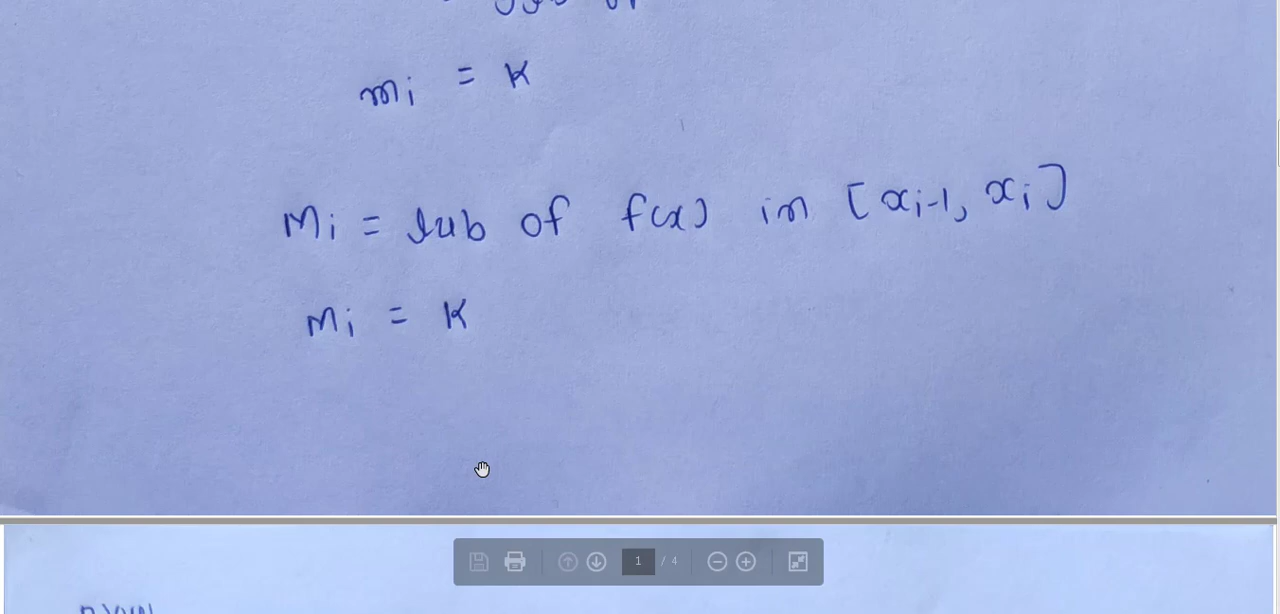 mi = K
Mi = lub of f(x) in [xi-1, xi]
Mi = K
1 / 4